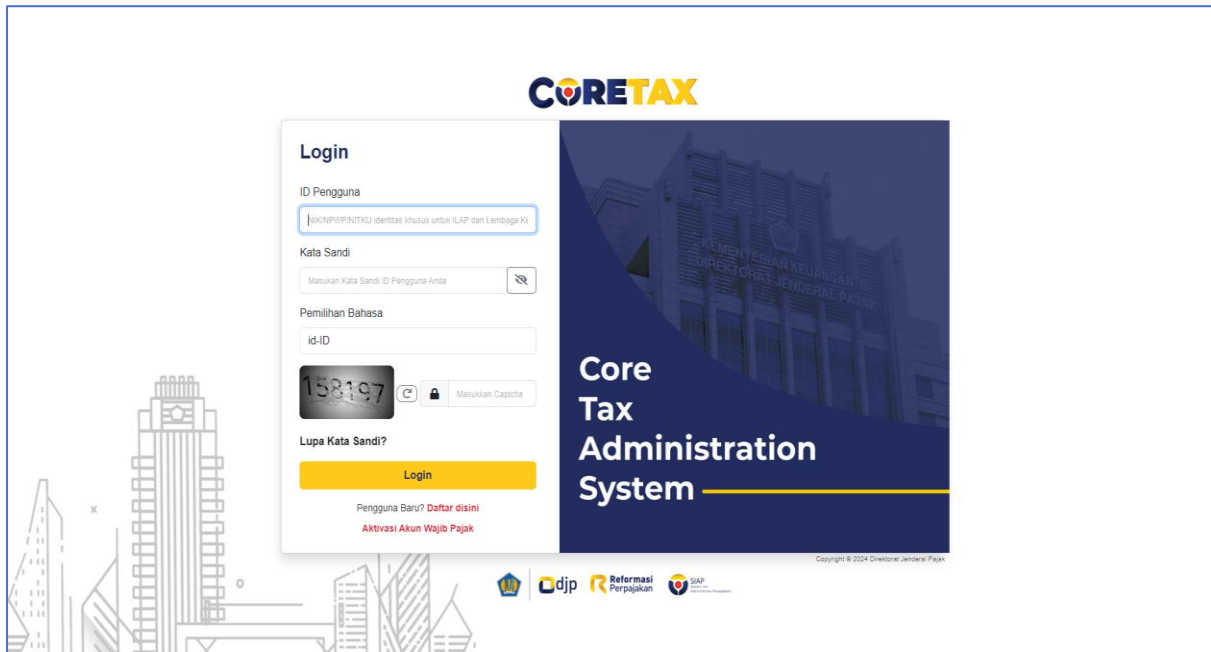 CORETAX
Login
ID Pengguna
NIK/NPWP/NITKU identitas khusus untuk ILAP dan Lembaga Ke
Kata Sandi
Masukan Kata Sandi ID Pengguna Anda
Pemilihan Bahasa
id-ID
158197
Masukkan Captcha
Lupa Kata Sandi?
Login
Pengguna Baru? Daftar disini
Aktivasi Akun Wajib Pajak
KEMENTERIAN KEUANGAN RI
DIREKTORAT JENDERAL PAJAK
Core
Tax
Administration
System
Copyright © 2024 Direktorat Jenderal Pajak
djp
Reformasi
Perpajakan
SIAP